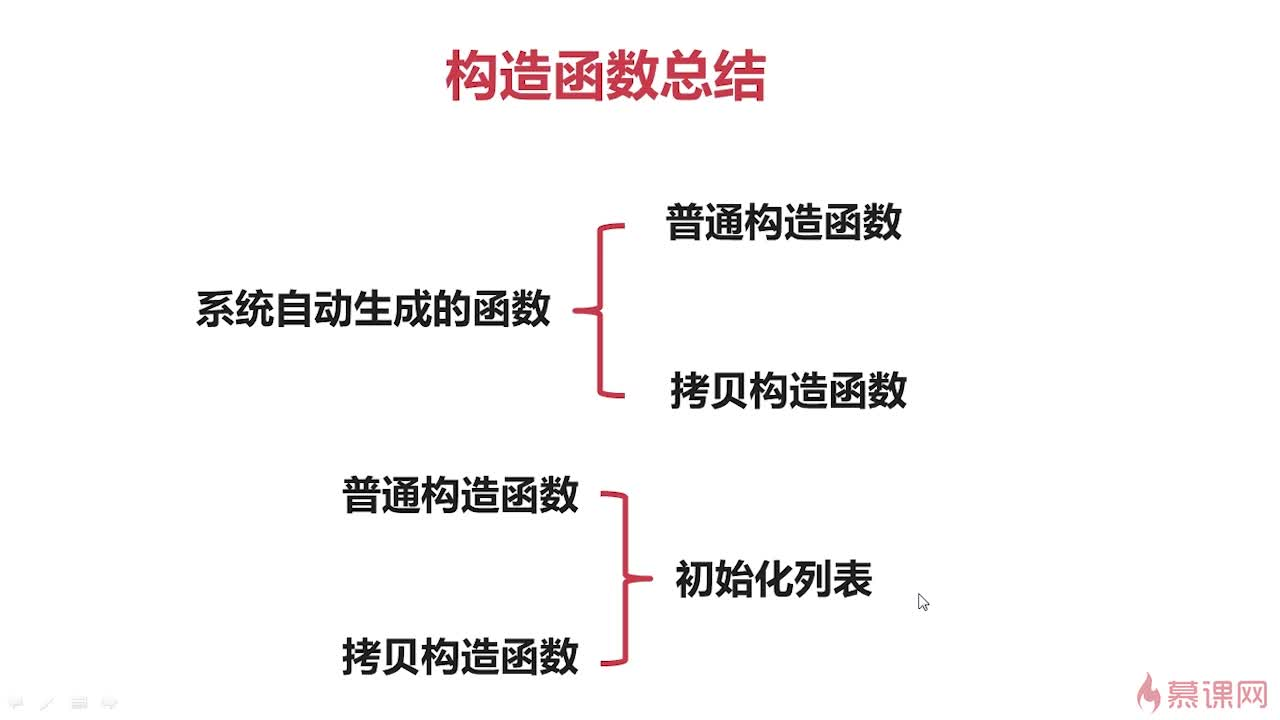 构造函数总结
普通构造函数
系统自动生成的函数
拷贝构造函数
普通构造函数
初始化列表
拷贝构造函数
慕课网